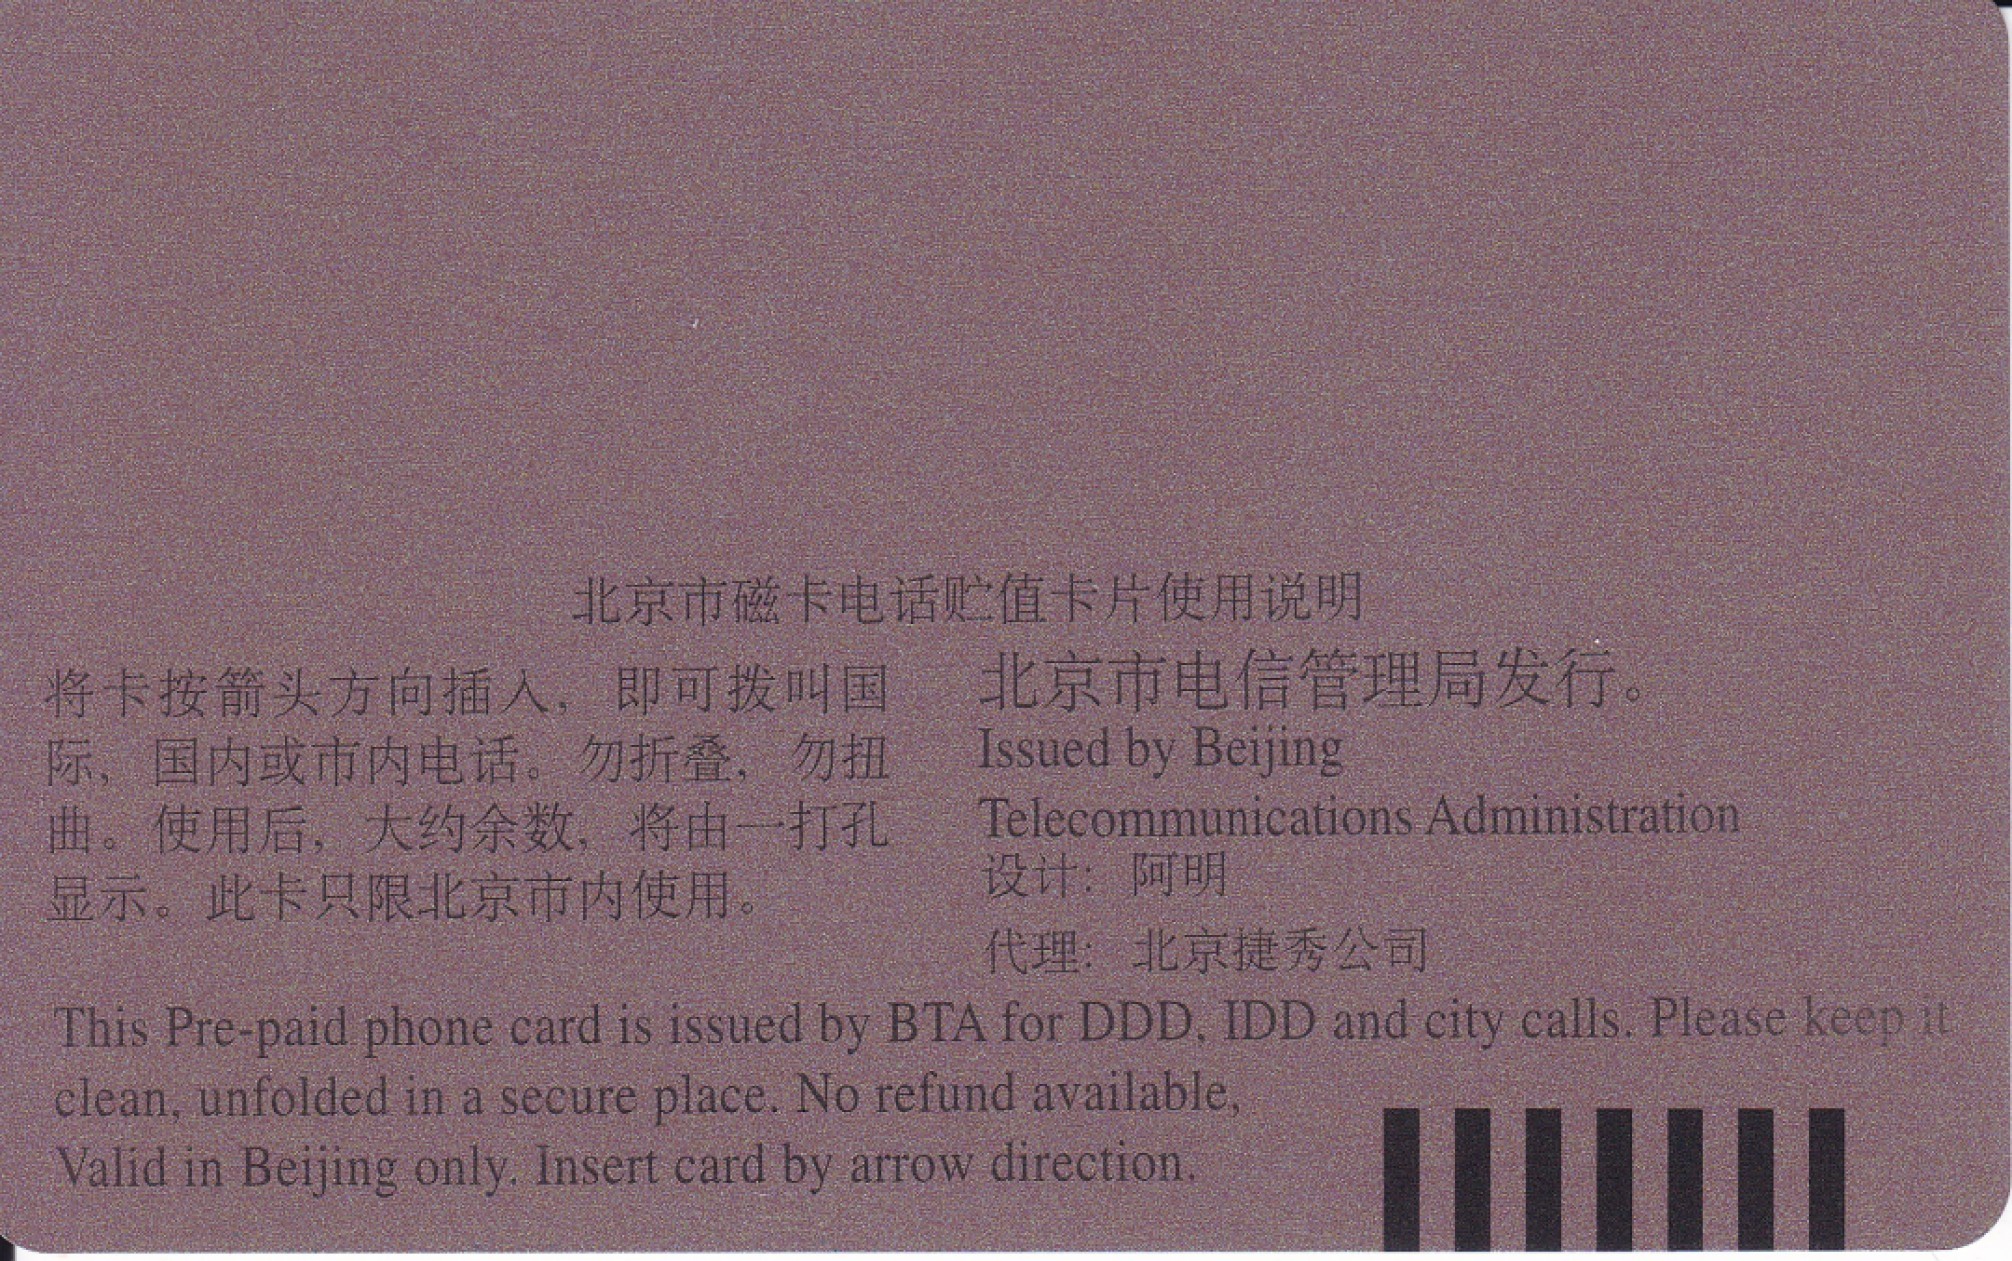 北京市磁卡电话贮值卡片使用说明
将卡按箭头方向插入，即可拨叫国
际，国内或市内电话。勿折叠，勿扭
曲。使用后，大约余数，将由一打孔
显示。此卡只限北京市内使用。
北京市电信管理局发行。
Issued by Beijing
Telecommunications Administration
设计：阿明
代理：北京捷秀公司
This Pre-paid phone card is issued by BTA for DDD, IDD and city calls. Please keep it
clean, unfolded in a secure place. No refund available,
Valid in Beijing only. Insert card by arrow direction.